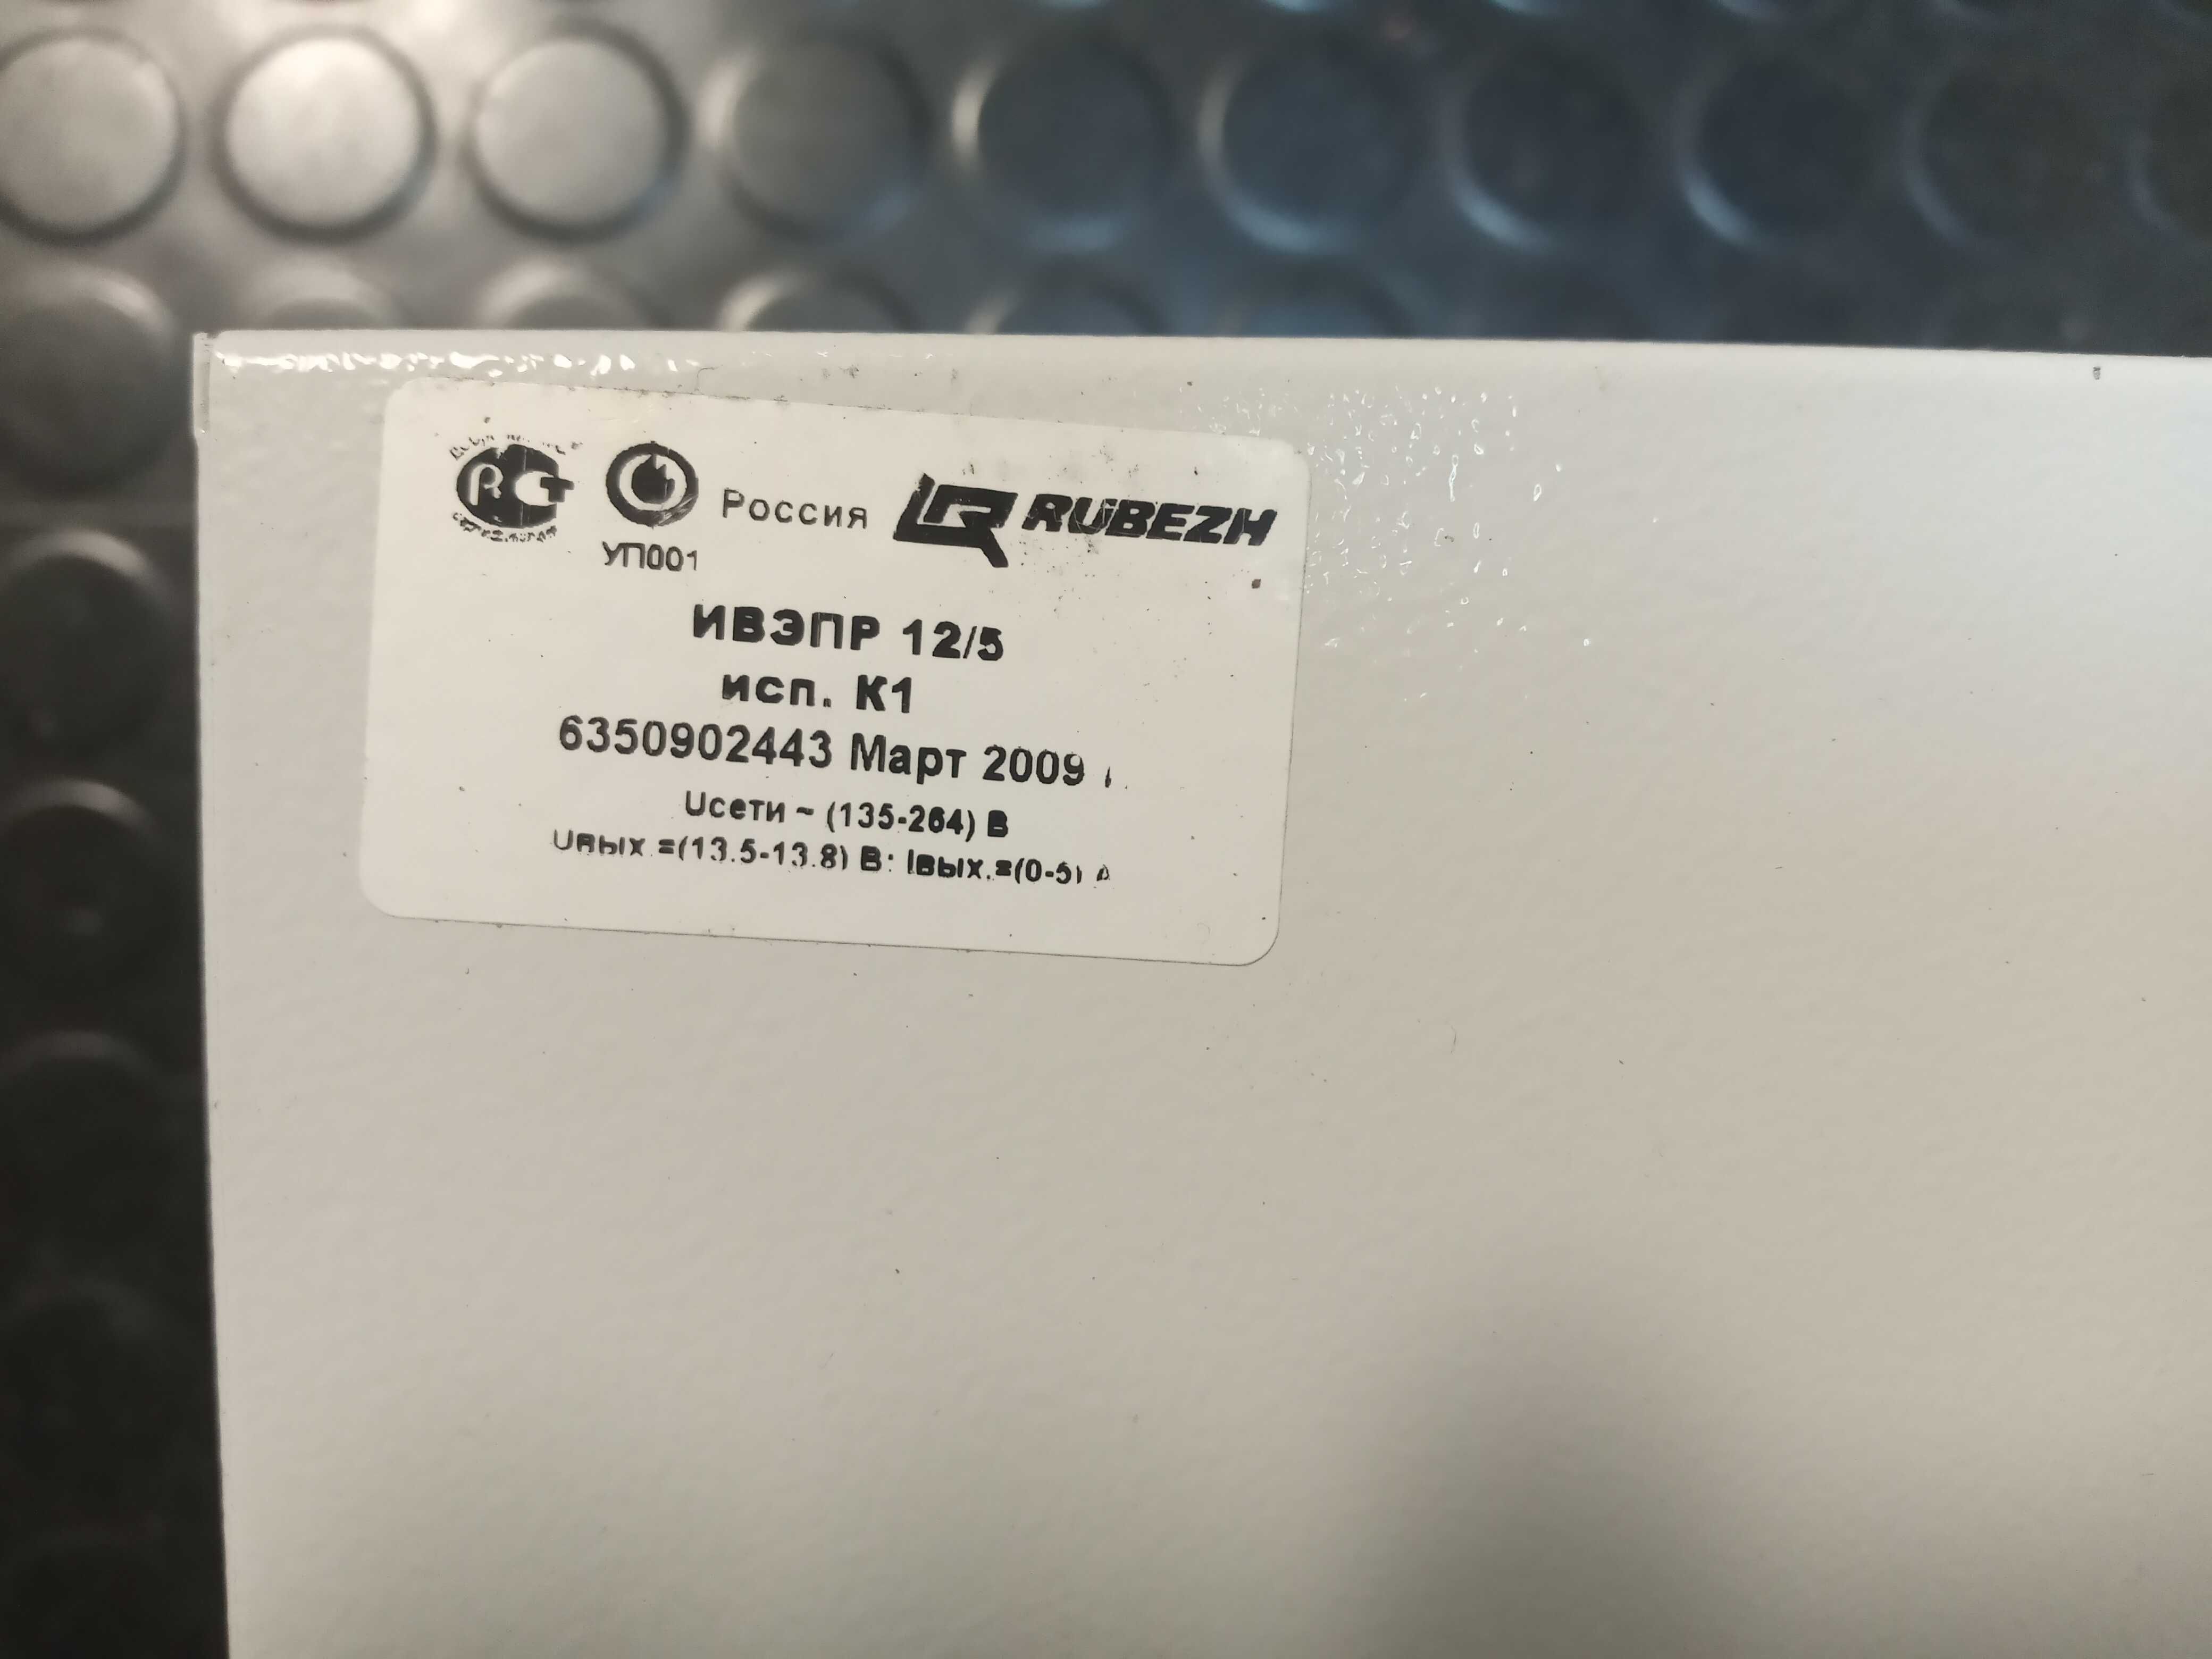 Россия RUBEZH
УП001
ИВЭПР 12/5
исп. К1
6350902443 Март 2009
Uсети ~ (135-264) В
Uвых.=(13.5-13.8) В: Iвых.=(0-5) А